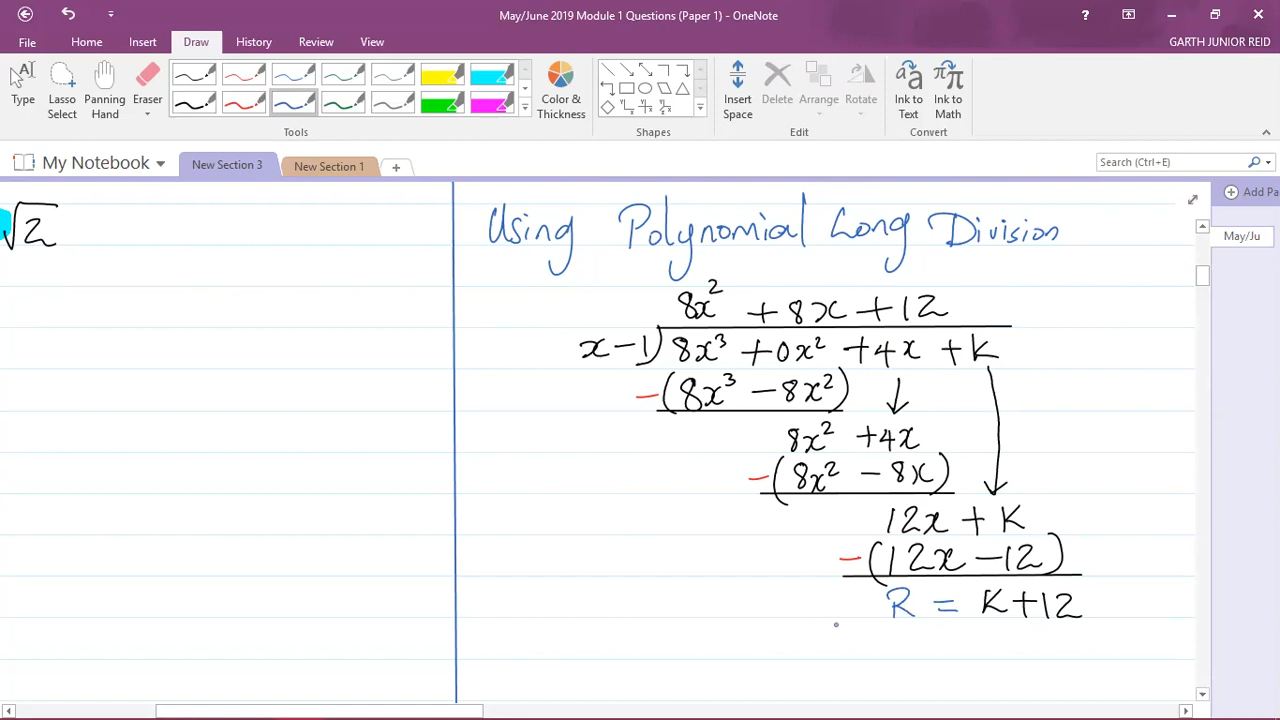 May/June 2019 Module 1 Questions (Paper 1) - OneNote
?
File Home Insert Draw History Review View
GARTH JUNIOR REID
Type
Lasso Select
Panning Hand
Eraser
Color & Thickness
Insert Space
Delete
Arrange
Rotate
Ink to Text
Ink to Math
Tools
Shapes
Edit
Convert
My Notebook
New Section 3
New Section 1
+
Search (Ctrl+E)
Add Pa
May/Ju
√2
Using Polynomial Long Division
8x² + 8x + 12
x - 1) 8x³ + 0x² + 4x + K
-(8x³ - 8x²)
8x² + 4x
-(8x² - 8x)
12x + K
-(12x - 12)
R = K + 12